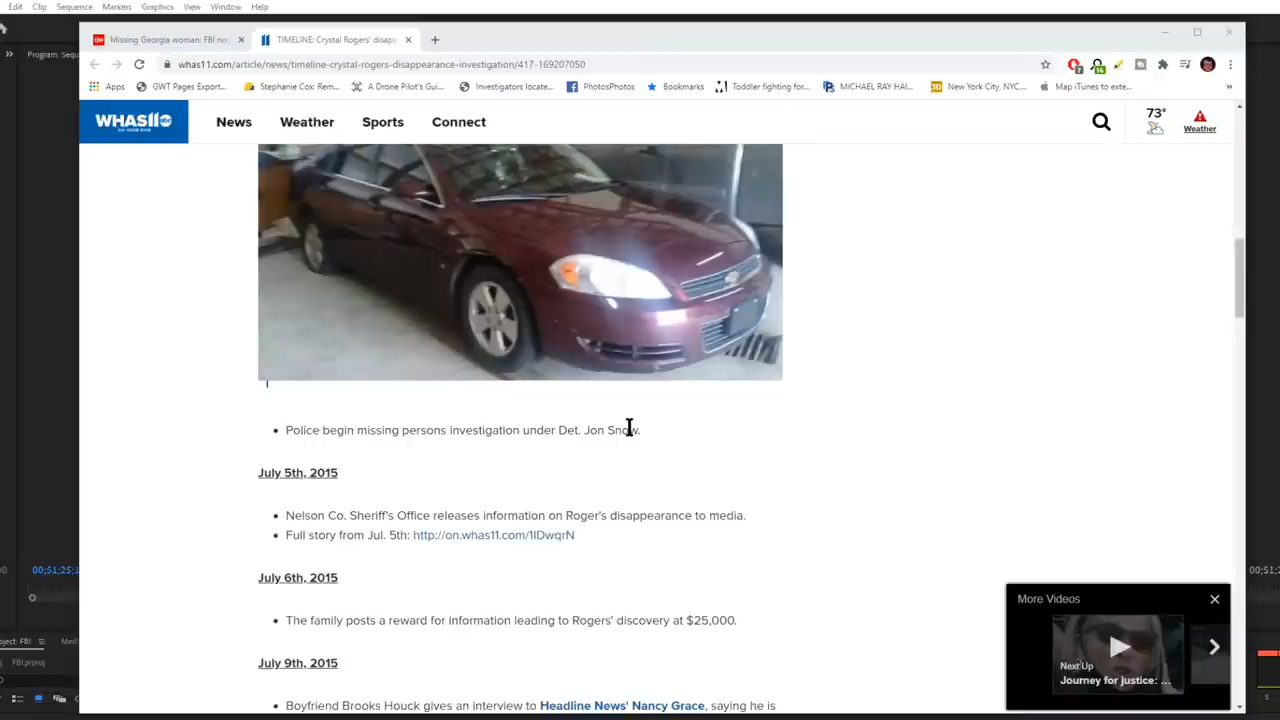 Edit Clip Sequence Markers Graphics View Window Help
Missing Georgia woman: FBI no
TIMELINE: Crystal Rogers' disap
Program: Sequ
whas11.com/article/news/timeline-crystal-rogers-disappearance-investigation/417-169207050
Apps GWT Pages Export... Stephanie Cox: Rem... A Drone Pilot's Gui... Investigators locate... PhotosPhotos Bookmarks Toddler fighting for... MICHAEL RAY HAI... New York City, NYC,... Map iTunes to exte...
WHAS11 abc News Weather Sports Connect 73° Weather
Police begin missing persons investigation under Det. Jon Snow.
July 5th, 2015
Nelson Co. Sheriff's Office releases information on Roger's disappearance to media.
Full story from Jul. 5th: http://on.whas11.com/1IDwqrN
July 6th, 2015
The family posts a reward for information leading to Rogers' discovery at $25,000.
July 9th, 2015
Boyfriend Brooks Houck gives an interview to Headline News' Nancy Grace, saying he is
More Videos
Next Up
Journey for justice: ...
00;51;25;1
00;51;2
oject: FBI Med
FBI.prproj